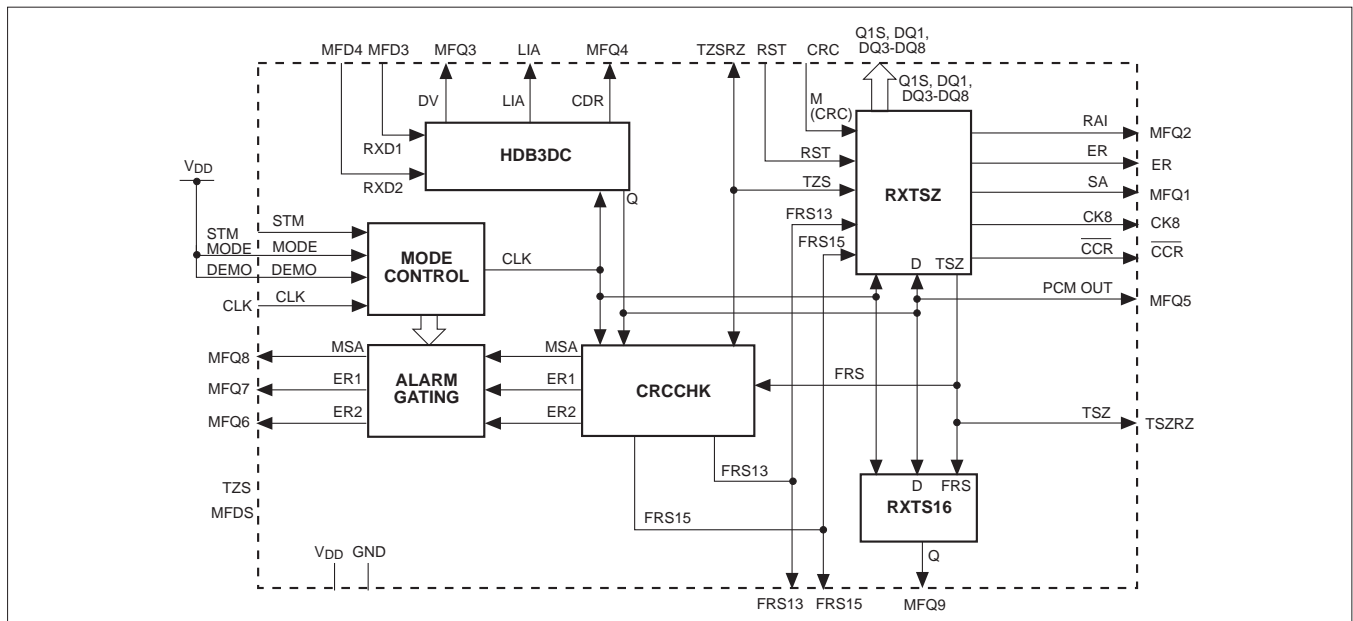 Q1S, DQ1,
DQ3-DQ8
MFD4 MFD3 MFQ3 LIA MFQ4 TZSRZ RST CRC
Q1S, DQ1,
DQ3-DQ8
DV LIA CDR
M
(CRC)
RXD1
HDB3DC
RXD2
Q
RST
TZS
RXTSZ
FRS13
FRS15
D TSZ
RAI MFQ2
ER ER
SA MFQ1
CK8 CK8
CCR CCR
PCM OUT MFQ5
VDD
STM STM
MODE MODE
DEMO DEMO
CLK CLK
MODE
CONTROL
CLK
MFQ8 MSA MSA
MFQ7 ER1 ER1
MFQ6 ER2 ER2
ALARM
GATING
CRCCHK
FRS
TSZ TSZRZ
FRS13
FRS15
D FRS
RXTS16
Q
TZS
MFDS
VDD GND
FRS13 FRS15 MFQ9